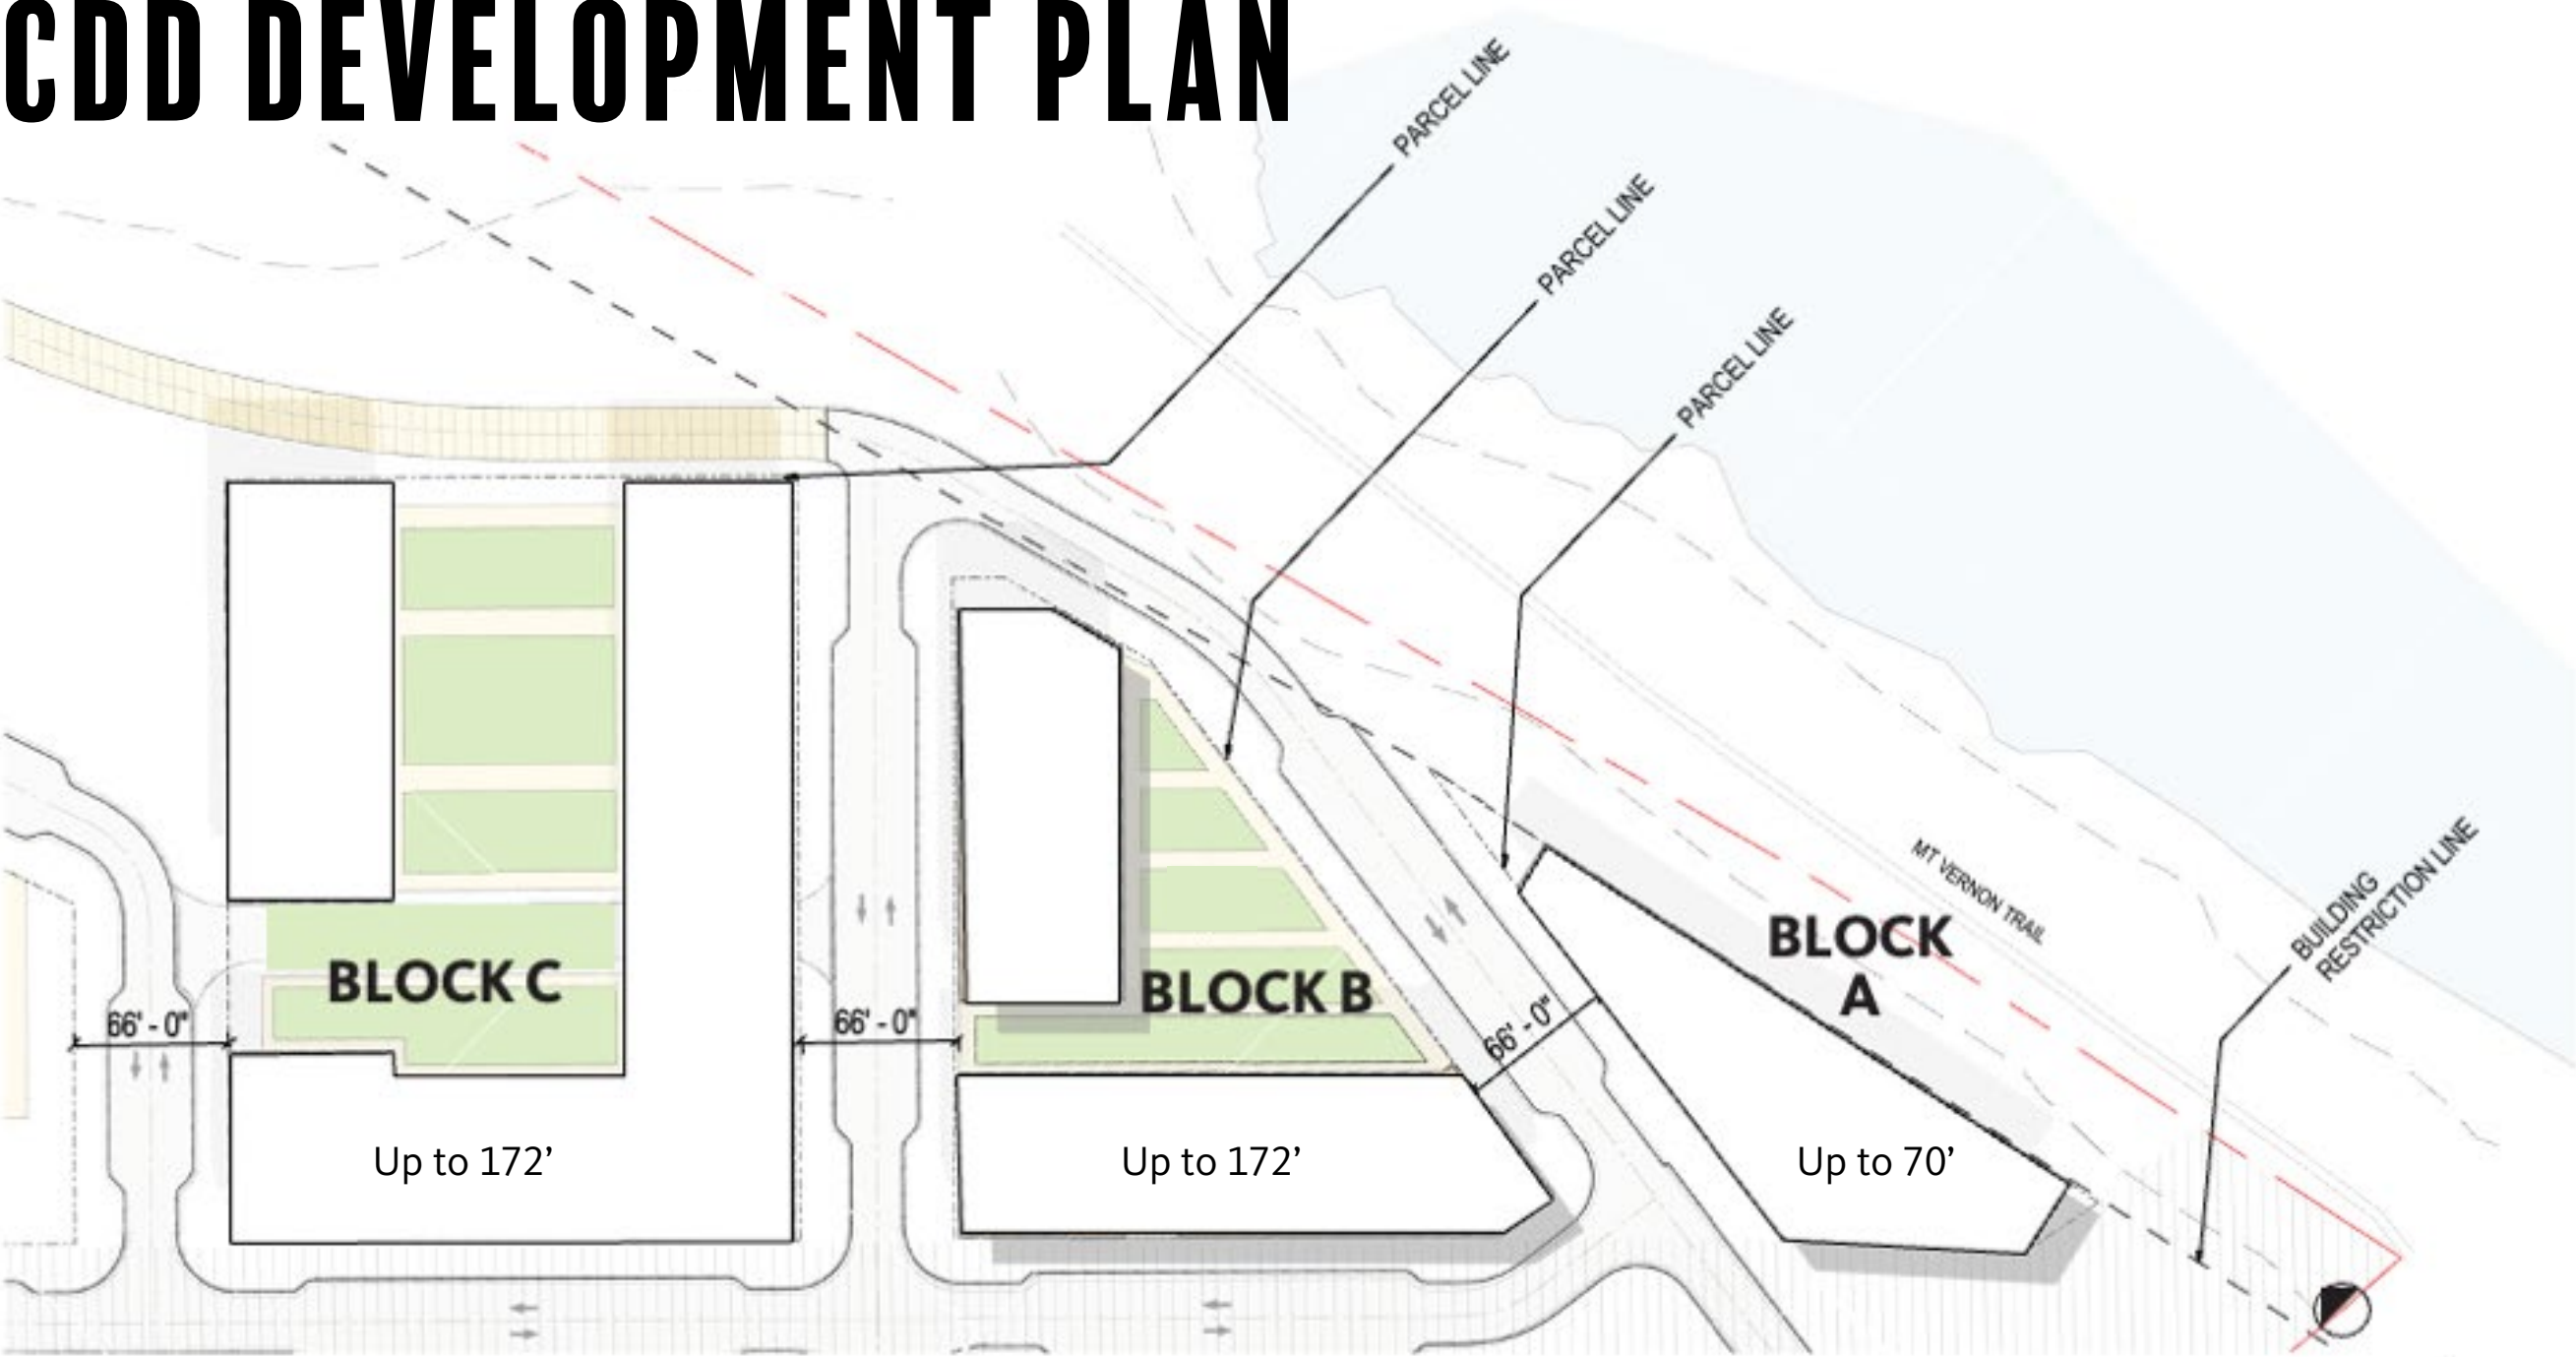 CDD DEVELOPMENT PLAN
PARCEL LINE
PARCEL LINE
PARCEL LINE
MT VERNON TRAIL
BUILDING
RESTRICTION LINE
BLOCK
A
BLOCK C
BLOCK B
66' - 0"
66' - 0"
66' - 0"
Up to 172’
Up to 172’
Up to 70’